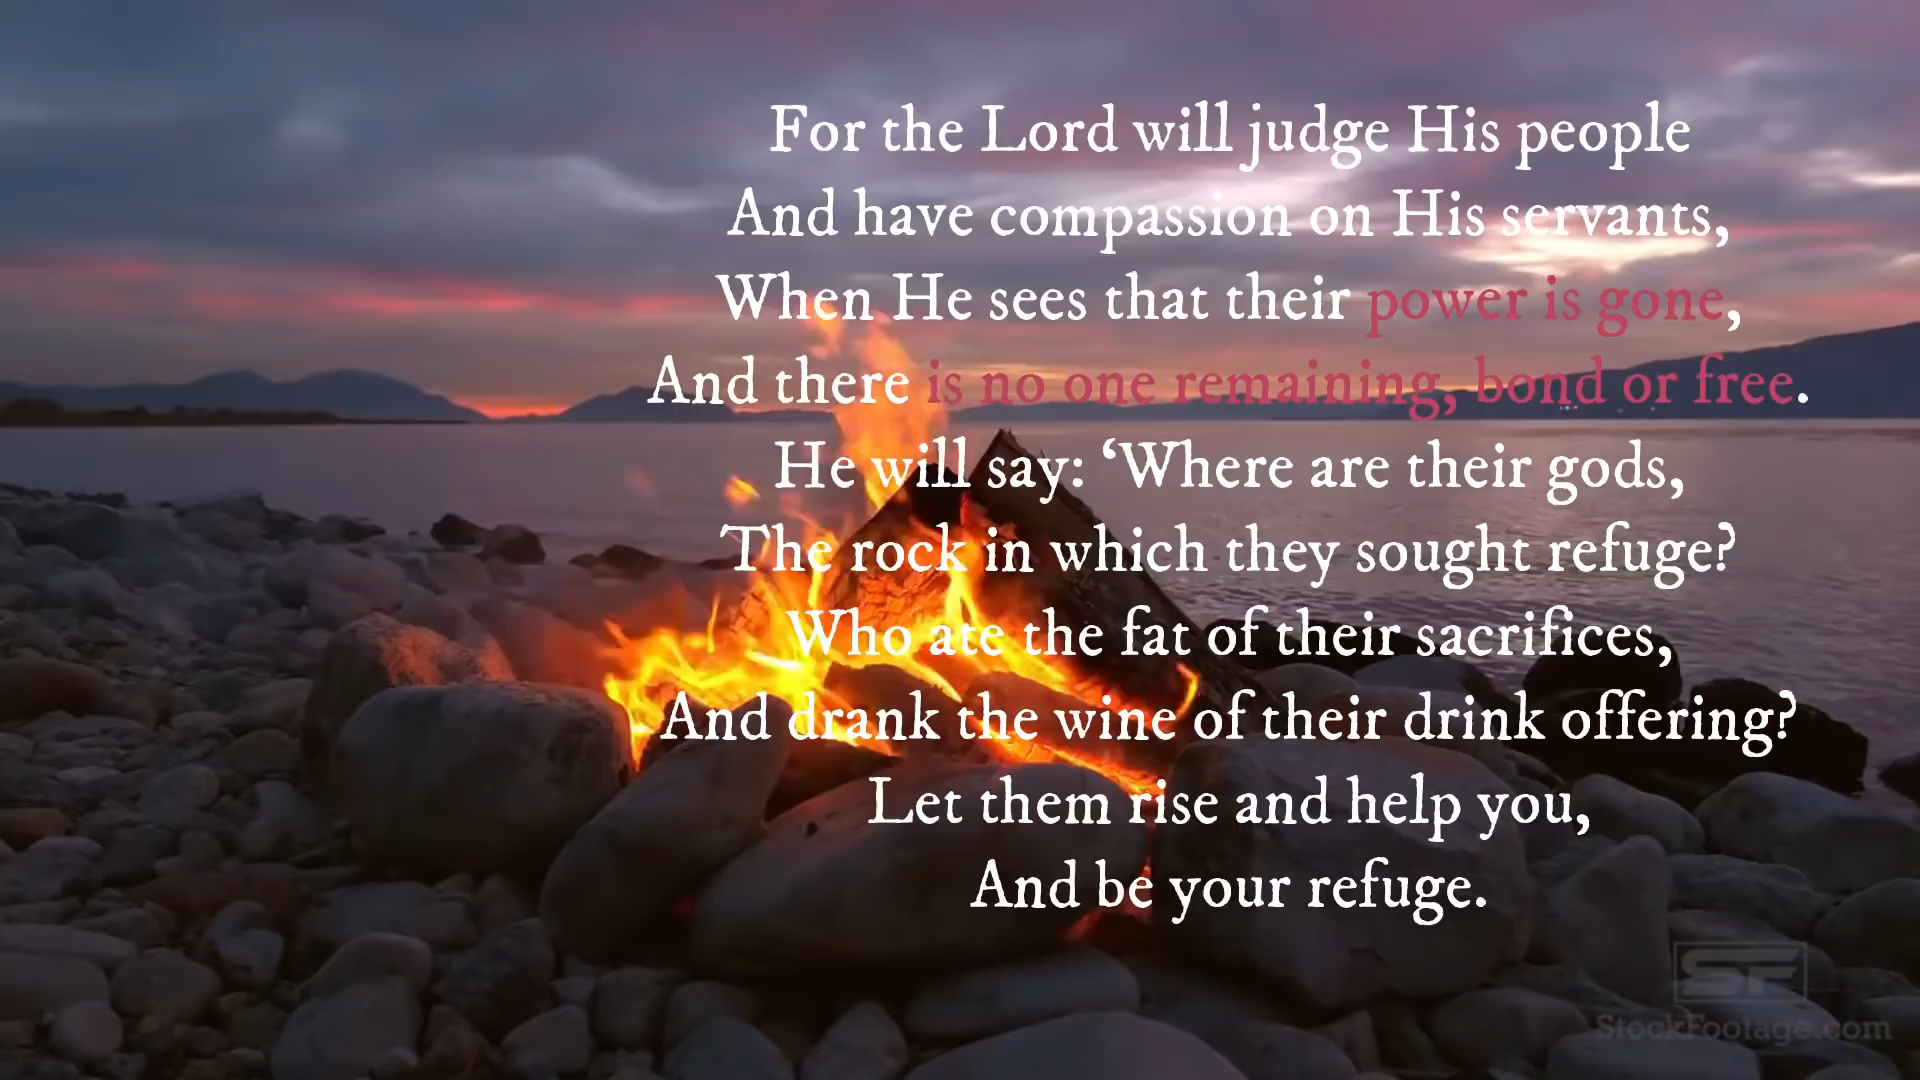 For the Lord will judge His people
And have compassion on His servants,
When He sees that their power is gone,
And there is no one remaining, bond or free.
He will say: ‘Where are their gods,
The rock in which they sought refuge?
Who ate the fat of their sacrifices,
And drank the wine of their drink offering?
Let them rise and help you,
And be your refuge.
SF
StockFootage.com